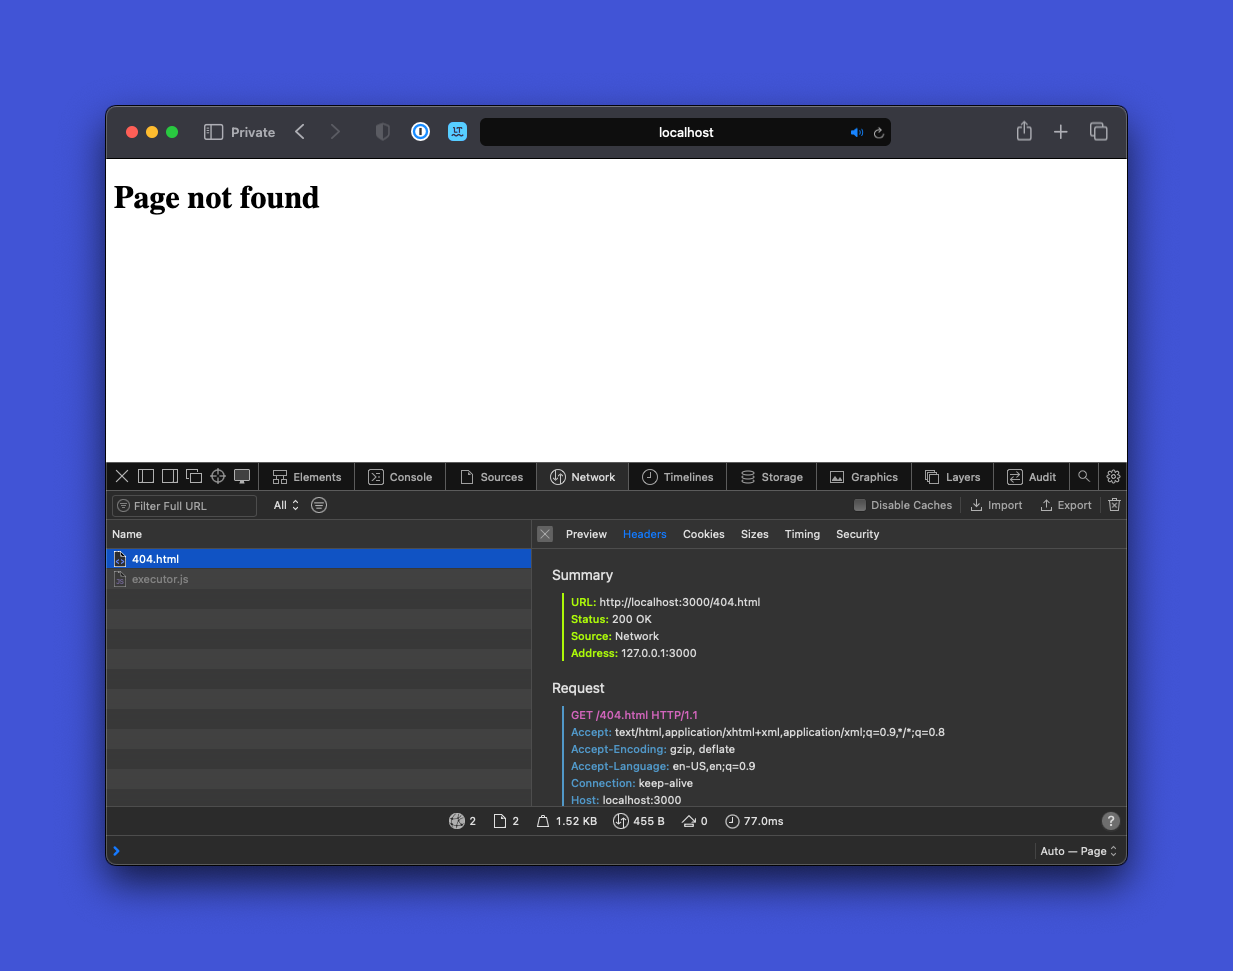 Private
localhost
Page not found
Elements
Console
Sources
Network
Timelines
Storage
Graphics
Layers
Audit
Filter Full URL
All
Disable Caches
Import
Export
Name
Preview
Headers
Cookies
Sizes
Timing
Security
404.html
executor.js
Summary
URL: http://localhost:3000/404.html
Status: 200 OK
Source: Network
Address: 127.0.0.1:3000
Request
GET /404.html HTTP/1.1
Accept: text/html,application/xhtml+xml,application/xml;q=0.9,*/*;q=0.8
Accept-Encoding: gzip, deflate
Accept-Language: en-US,en;q=0.9
Connection: keep-alive
Host: localhost:3000
2
2
1.52 KB
455 B
0
77.0ms
?
Auto — Page